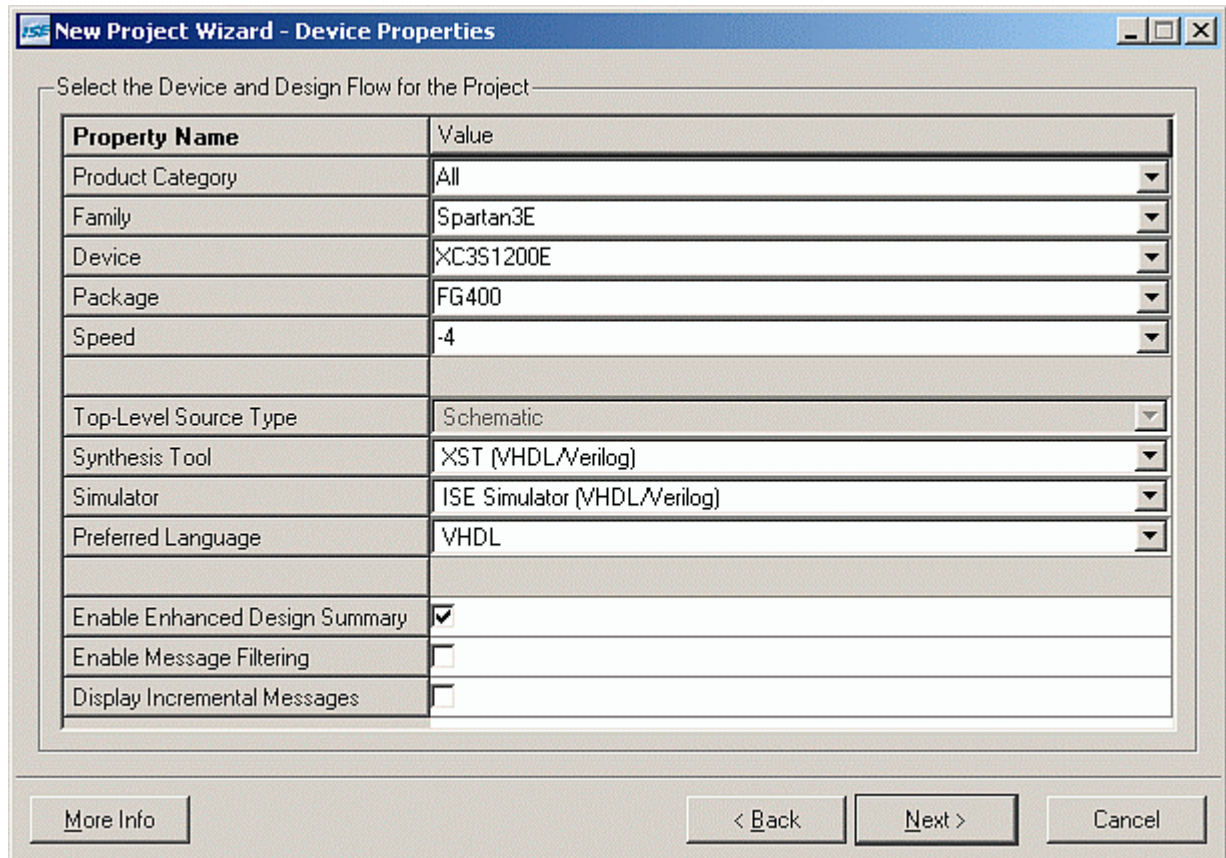 ISE New Project Wizard - Device Properties
Select the Device and Design Flow for the Project
Property Name Value
Product Category All
Family Spartan3E
Device XC3S1200E
Package FG400
Speed -4
Top-Level Source Type Schematic
Synthesis Tool XST (VHDL/Verilog)
Simulator ISE Simulator (VHDL/Verilog)
Preferred Language VHDL
Enable Enhanced Design Summary
Enable Message Filtering
Display Incremental Messages
More Info < Back Next > Cancel